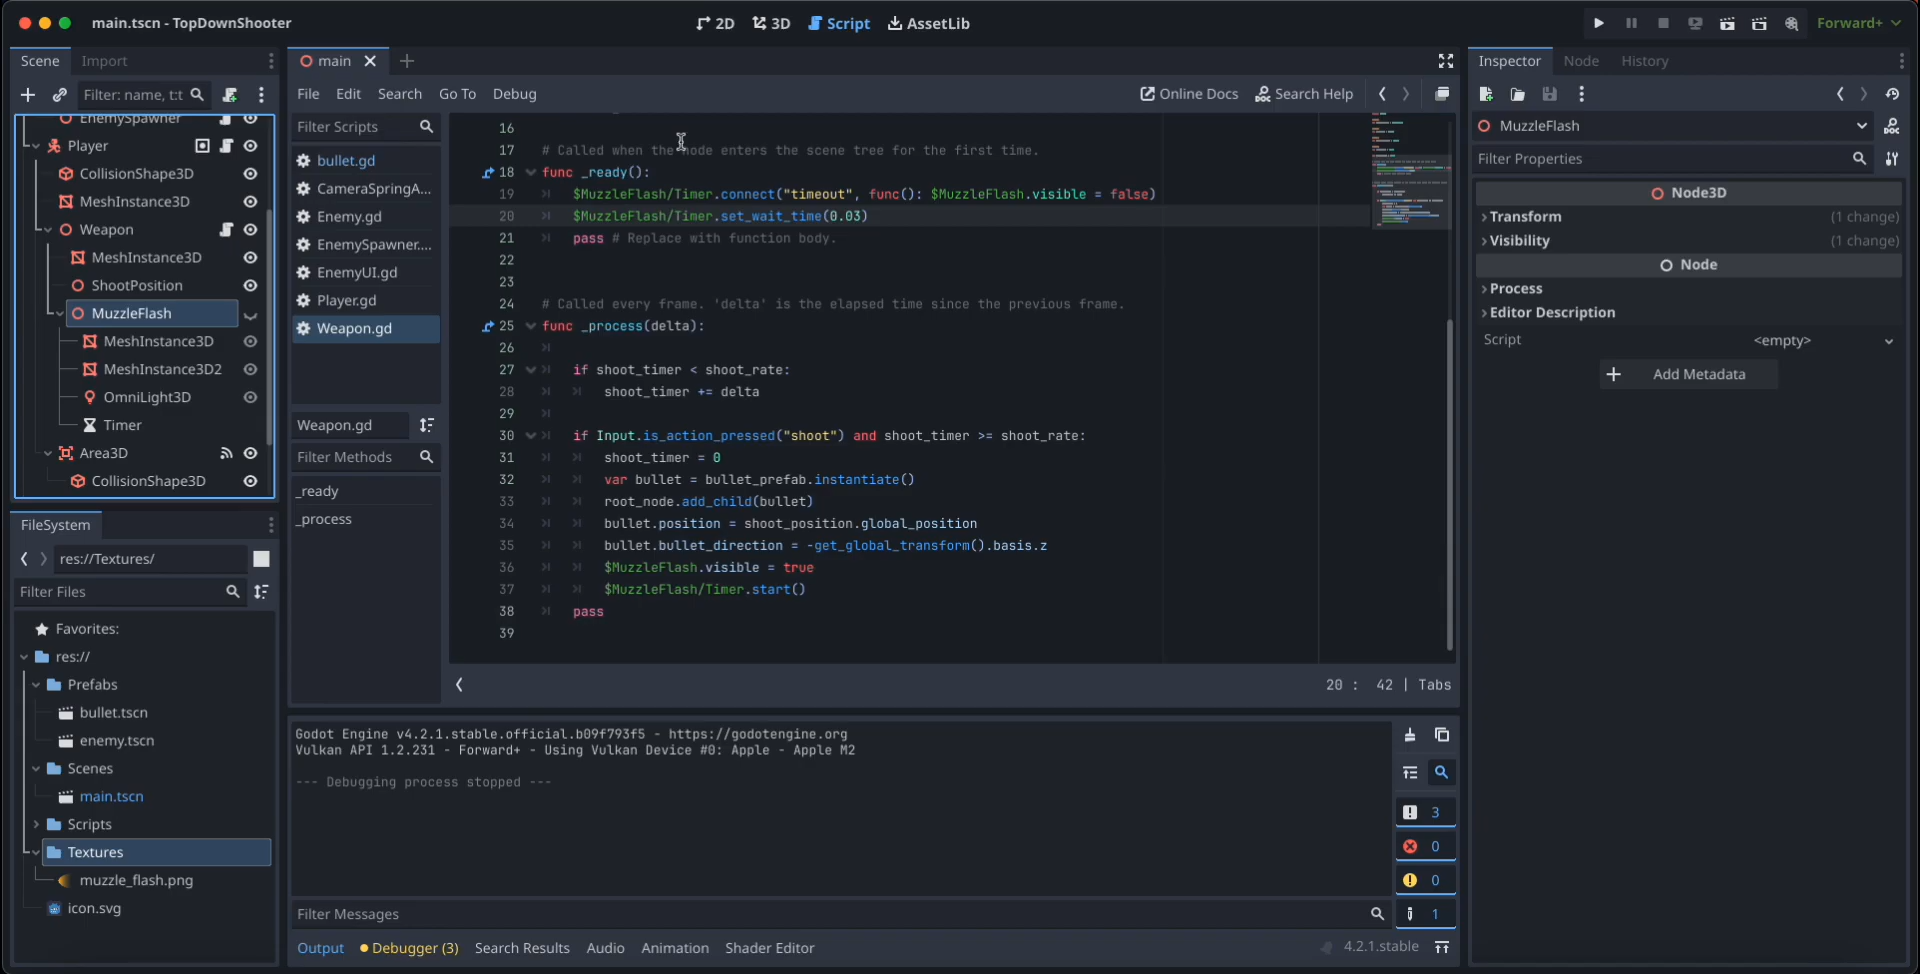 main.tscn - TopDownShooter
2D
3D
Script
AssetLib
Forward+
Scene
Import
Filter: name, t:t
EnemySpawner
Player
CollisionShape3D
MeshInstance3D
Weapon
MeshInstance3D
ShootPosition
MuzzleFlash
MeshInstance3D
MeshInstance3D2
OmniLight3D
Timer
Area3D
CollisionShape3D
FileSystem
res://Textures/
Filter Files
Favorites:
res://
Prefabs
bullet.tscn
enemy.tscn
Scenes
main.tscn
Scripts
Textures
muzzle_flash.png
icon.svg
main
File Edit Search Go To Debug
Online Docs
Search Help
Filter Scripts
bullet.gd
CameraSpringA...
Enemy.gd
EnemySpawner....
EnemyUI.gd
Player.gd
Weapon.gd
Weapon.gd
Filter Methods
_ready
_process
16
17 # Called when the node enters the scene tree for the first time.
18 func _ready():
19 $MuzzleFlash/Timer.connect("timeout", func(): $MuzzleFlash.visible = false)
20 $MuzzleFlash/Timer.set_wait_time(0.03)
21 pass # Replace with function body.
22
23
24 # Called every frame. 'delta' is the elapsed time since the previous frame.
25 func _process(delta):
26
27 if shoot_timer < shoot_rate:
28 shoot_timer += delta
29
30 if Input.is_action_pressed("shoot") and shoot_timer >= shoot_rate:
31 shoot_timer = 0
32 var bullet = bullet_prefab.instantiate()
33 root_node.add_child(bullet)
34 bullet.position = shoot_position.global_position
35 bullet.bullet_direction = -get_global_transform().basis.z
36 $MuzzleFlash.visible = true
37 $MuzzleFlash/Timer.start()
38 pass
39
20 : 42 | Tabs
Godot Engine v4.2.1.stable.official.b09f793f5 - https://godotengine.org
Vulkan API 1.2.231 - Forward+ - Using Vulkan Device #0: Apple - Apple M2
--- Debugging process stopped ---
3
0
0
1
Filter Messages
Output Debugger (3) Search Results Audio Animation Shader Editor
4.2.1.stable
Inspector Node History
MuzzleFlash
Filter Properties
Node3D
Transform (1 change)
Visibility (1 change)
Node
Process
Editor Description
Script <empty>
Add Metadata